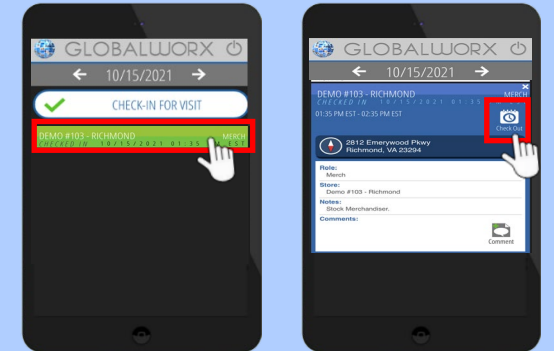 GLOBALWORX
10/15/2021
CHECK-IN FOR VISIT
DEMO #103 - RICHMOND MERCH
CHECKED IN 10/15/2021 01:35 EST
GLOBALWORX
10/15/2021
DEMO #103 - RICHMOND MERCH
CHECKED IN 10/15/2021 01:35
01:35 PM EST - 02:35 PM EST
Check Out
2812 Emerywood Pkwy
Richmond, VA 23294
Role:
Merch
Store:
Demo #103 - Richmond
Notes:
Stock Merchandiser.
Comments:
Comment